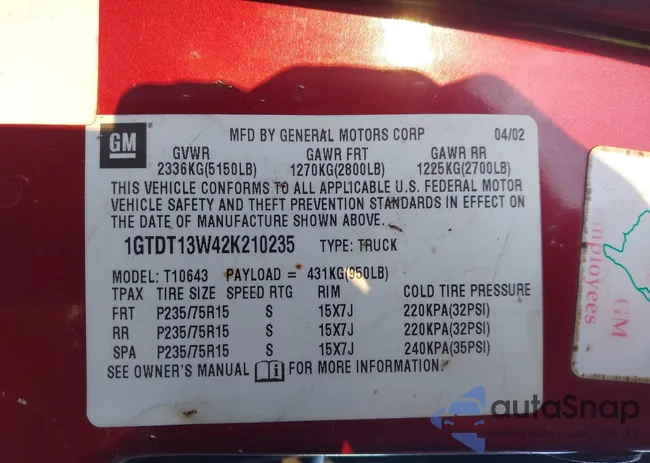 GM
MFD BY GENERAL MOTORS CORP 04/02
GVWR GAWR FRT GAWR RR
2336KG(5150LB) 1270KG(2800LB) 1225KG(2700LB)
THIS VEHICLE CONFORMS TO ALL APPLICABLE U.S. FEDERAL MOTOR
VEHICLE SAFETY AND THEFT PREVENTION STANDARDS IN EFFECT ON
THE DATE OF MANUFACTURE SHOWN ABOVE.
1GTDT13W42K210235 TYPE: TRUCK
MODEL: T10643 PAYLOAD = 431KG(950LB)
TPAX TIRE SIZE SPEED RTG RIM COLD TIRE PRESSURE
FRT P235/75R15 S 15X7J 220KPA(32PSI)
RR P235/75R15 S 15X7J 220KPA(32PSI)
SPA P235/75R15 S 15X7J 240KPA(35PSI)
SEE OWNER'S MANUAL FOR MORE INFORMATION.
GM
mployees
autoSnap